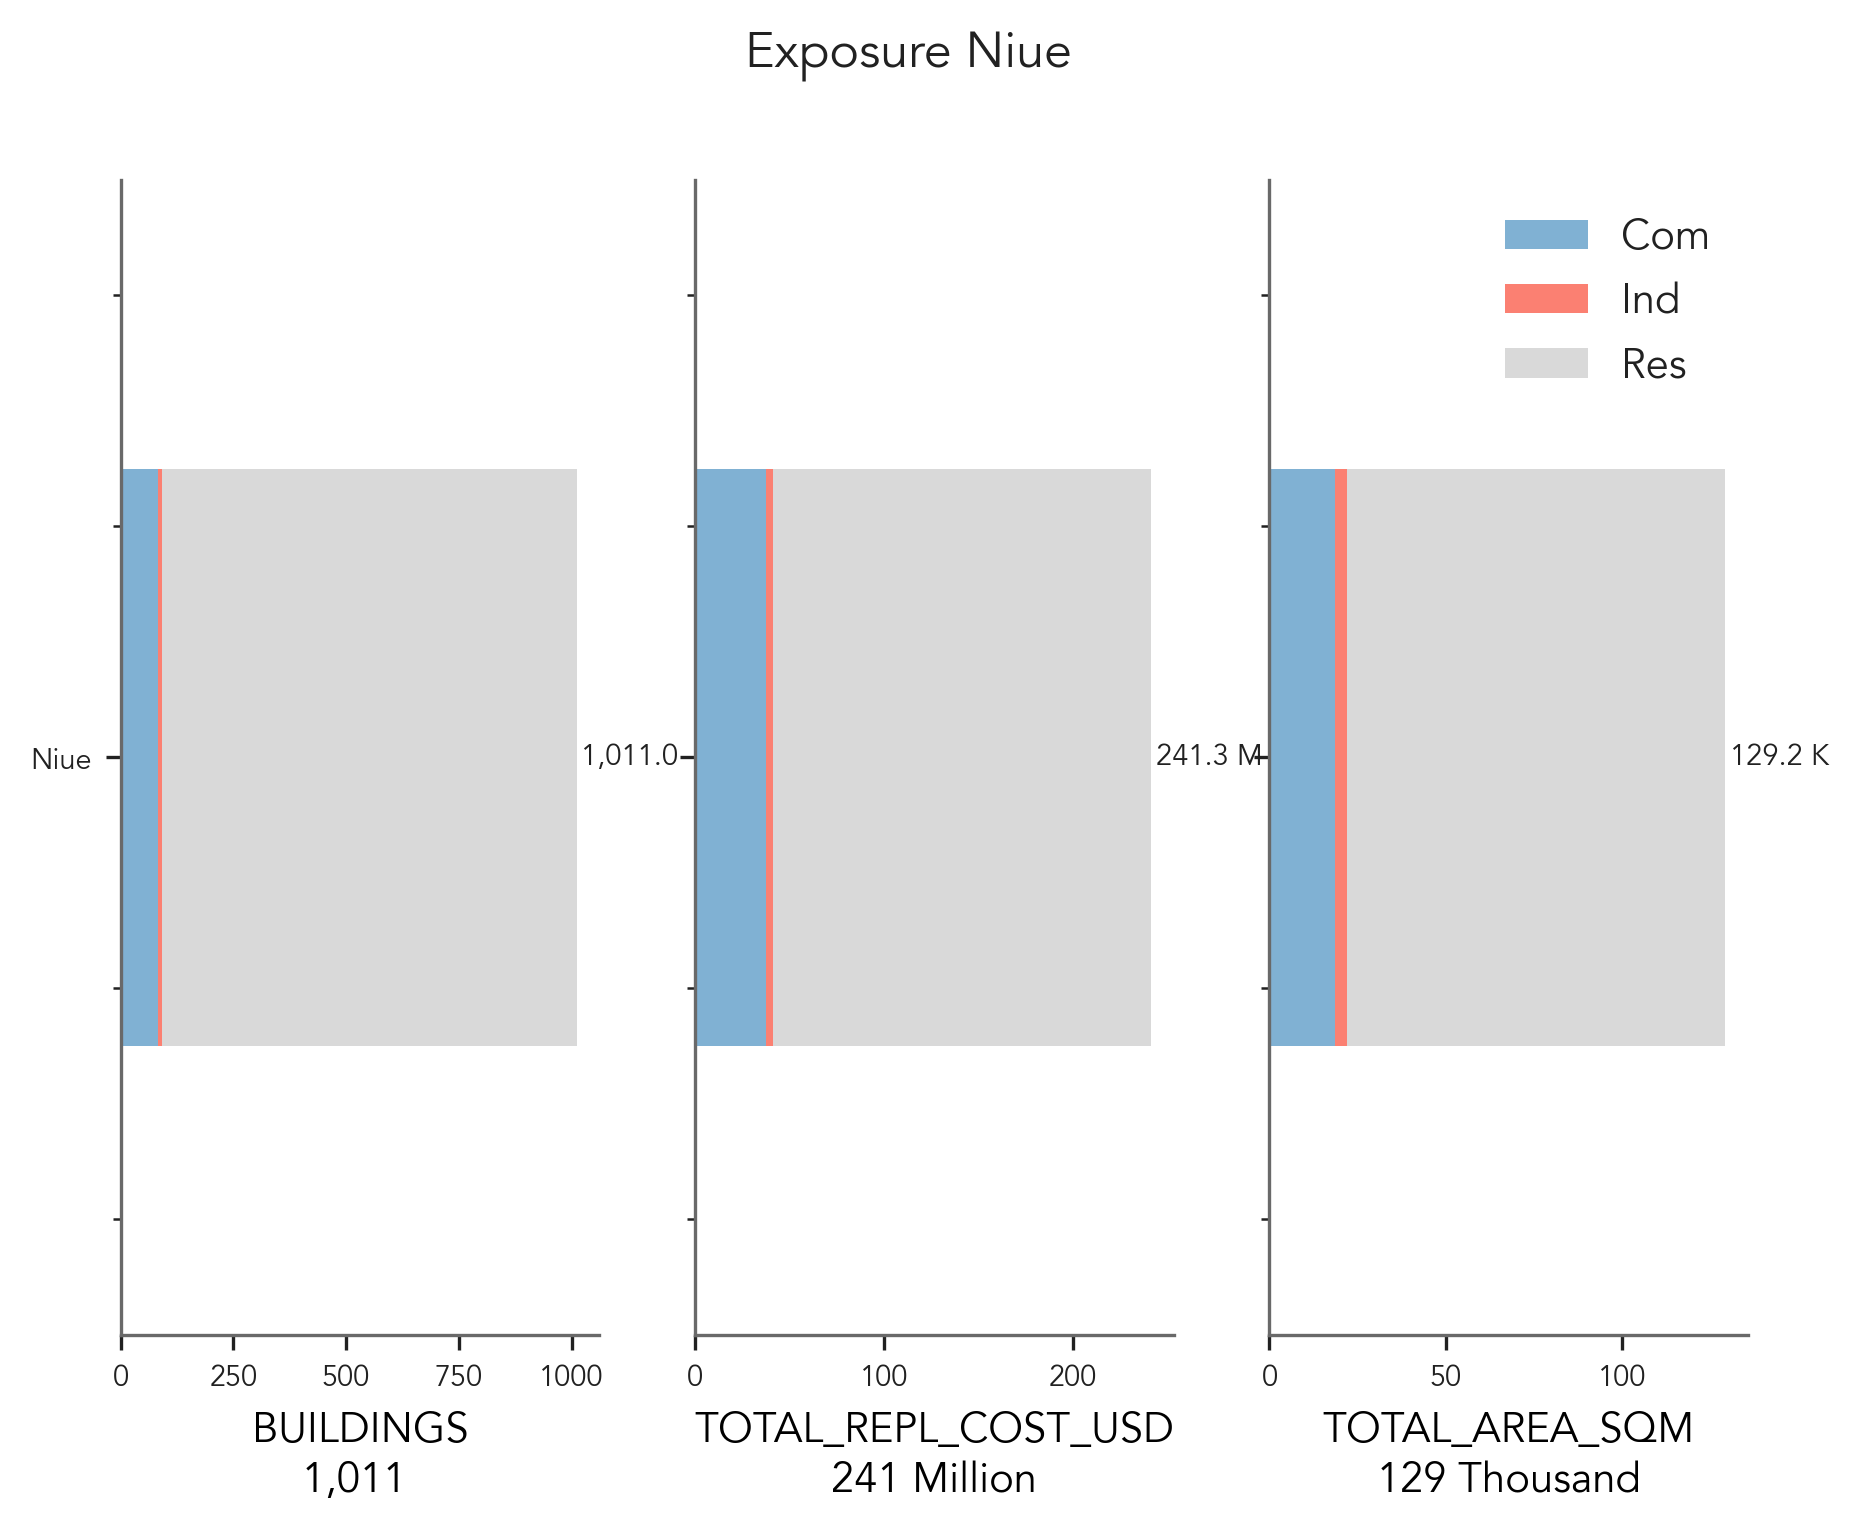 Exposure Niue
Com
Ind
Res
Niue
1,011.0
241.3 M
129.2 K
0 250 500 750 1000
0 100 200
0 50 100
BUILDINGS
1,011
TOTAL_REPL_COST_USD
241 Million
TOTAL_AREA_SQM
129 Thousand